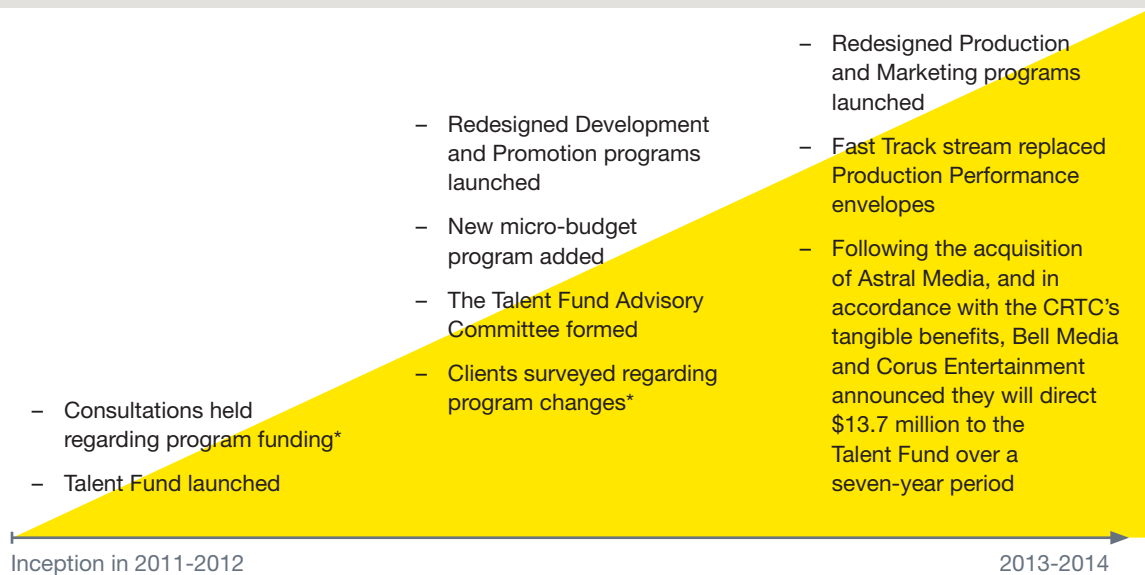 – Consultations held
regarding program funding*
– Talent Fund launched
– Redesigned Development
and Promotion programs
launched
– New micro-budget
program added
– The Talent Fund Advisory
Committee formed
– Clients surveyed regarding
program changes*
– Redesigned Production
and Marketing programs
launched
– Fast Track stream replaced
Production Performance
envelopes
– Following the acquisition
of Astral Media, and in
accordance with the CRTC’s
tangible benefits, Bell Media
and Corus Entertainment
announced they will direct
$13.7 million to the
Talent Fund over a
seven-year period
Inception in 2011-2012
2013-2014